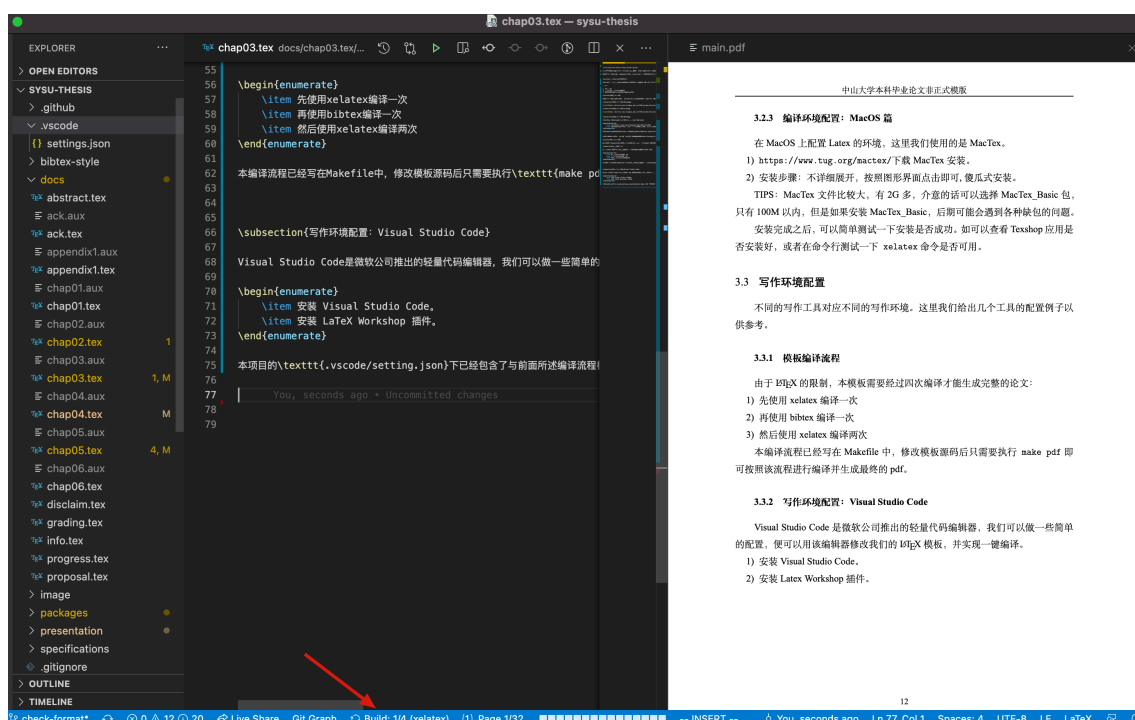 chap03.tex — sysu-thesis
EXPLORER ···
OPEN EDITORS
SYSU-THESIS
.github
.vscode
{} settings.json
bibtex-style
docs
TEX abstract.tex
ack.aux
TEX ack.tex
appendix1.aux
TEX appendix1.tex
chap01.aux
TEX chap01.tex
chap02.aux
TEX chap02.tex 1
chap03.aux
TEX chap03.tex 1, M
chap04.aux
TEX chap04.tex M
chap05.aux
TEX chap05.tex 4, M
chap06.aux
TEX chap06.tex
TEX disclaim.tex
TEX grading.tex
TEX info.tex
TEX progress.tex
TEX proposal.tex
image
packages
presentation
specifications
.gitignore
OUTLINE
TIMELINE
TEX chap03.tex docs/chap03.tex/...
55
56 \begin{enumerate}
57 \item 先使用xelatex编译一次
58 \item 再使用bibtex编译一次
59 \item 然后使用xelatex编译两次
60 \end{enumerate}
61
62 本编译流程已经写在Makefile中，修改模板源码后只需要执行\texttt{make pd
63
64
65
66 \subsection{写作环境配置：Visual Studio Code}
67
68 Visual Studio Code是微软公司推出的轻量代码编辑器，我们可以做一些简单的
69
70 \begin{enumerate}
71 \item 安装 Visual Studio Code。
72 \item 安装 LaTeX Workshop 插件。
73 \end{enumerate}
74
75 本项目的\texttt{.vscode/setting.json}下已经包含了与前面所述编译流程
76
77 You, seconds ago • Uncommitted changes
78
79
main.pdf
中山大学本科毕业论文非正式模版
3.2.3 编译环境配置：MacOS 篇
在 MacOS 上配置 Latex 的环境，这里我们使用的是 MacTex。
1) https://www.tug.org/mactex/下载 MacTex 安装。
2) 安装步骤：不详细展开，按照图形界面点击即可, 傻瓜式安装。
TIPS：MacTex 文件比较大，有 2G 多，介意的话可以选择 MacTex_Basic 包，
只有 100M 以内，但是如果安装 MacTex_Basic，后期可能会遇到各种缺包的问题。
安装完成之后，可以简单测试一下安装是否成功。如可以查看 Texshop 应用是
否安装好，或者在命令行测试一下 xelatex 命令是否可用。
3.3 写作环境配置
不同的写作工具对应不同的写作环境。这里我们给出几个工具的配置例子以
供参考。
3.3.1 模板编译流程
由于 LATEX 的限制，本模板需要经过四次编译才能生成完整的论文：
1) 先使用 xelatex 编译一次
2) 再使用 bibtex 编译一次
3) 然后使用 xelatex 编译两次
本编译流程已经写在 Makefile 中，修改模板源码后只需要执行 make pdf 即
可按照该流程进行编译并生成最终的 pdf。
3.3.2 写作环境配置：Visual Studio Code
Visual Studio Code 是微软公司推出的轻量代码编辑器，我们可以做一些简单
的配置，便可以用该编辑器修改我们的 LATEX 模板，并实现一键编译。
1) 安装 Visual Studio Code。
2) 安装 Latex Workshop 插件。
12
check-format* 0 12 20 Live Share Git Graph Build: 1/4 (xelatex) (1) Page 1/32 -- INSERT -- You, seconds ago Ln 77, Col 1 Spaces: 4 UTF-8 LF LaTeX